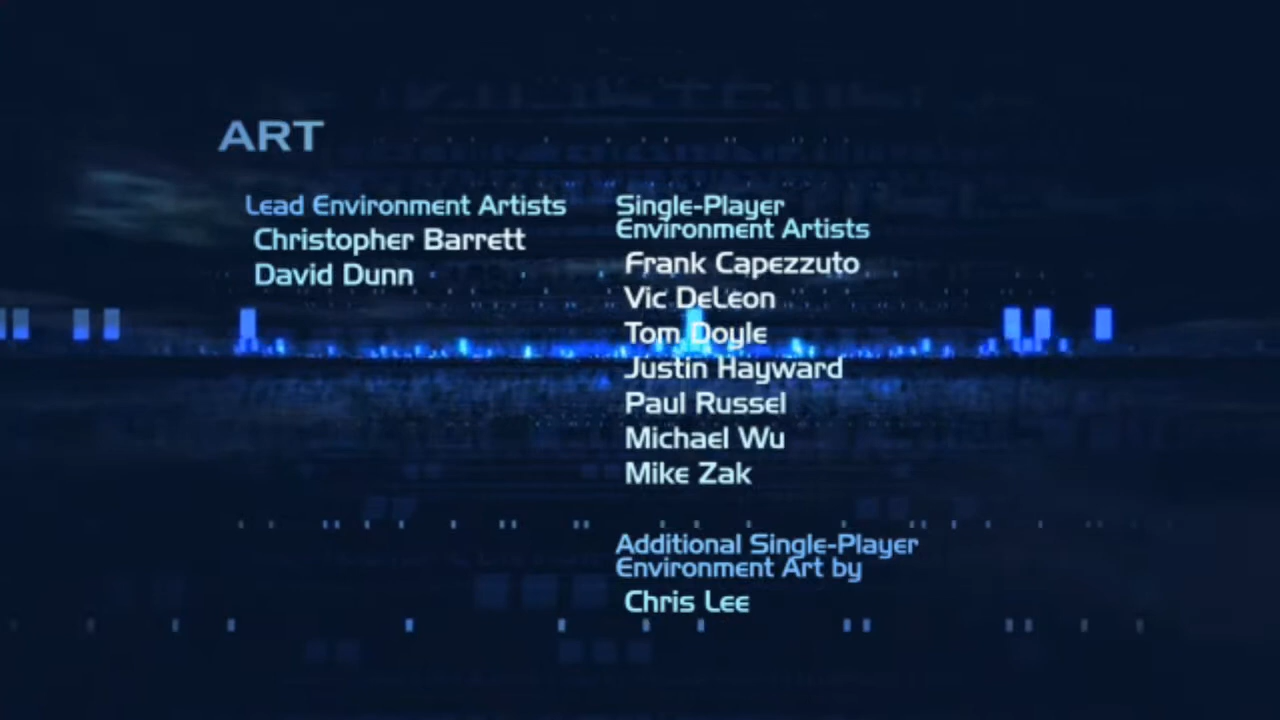 ART
Lead Environment Artists
Christopher Barrett
David Dunn
Single-Player
Environment Artists
Frank Capezzuto
Vic DeLeon
Tom Doyle
Justin Hayward
Paul Russel
Michael Wu
Mike Zak
Additional Single-Player
Environment Art by
Chris Lee